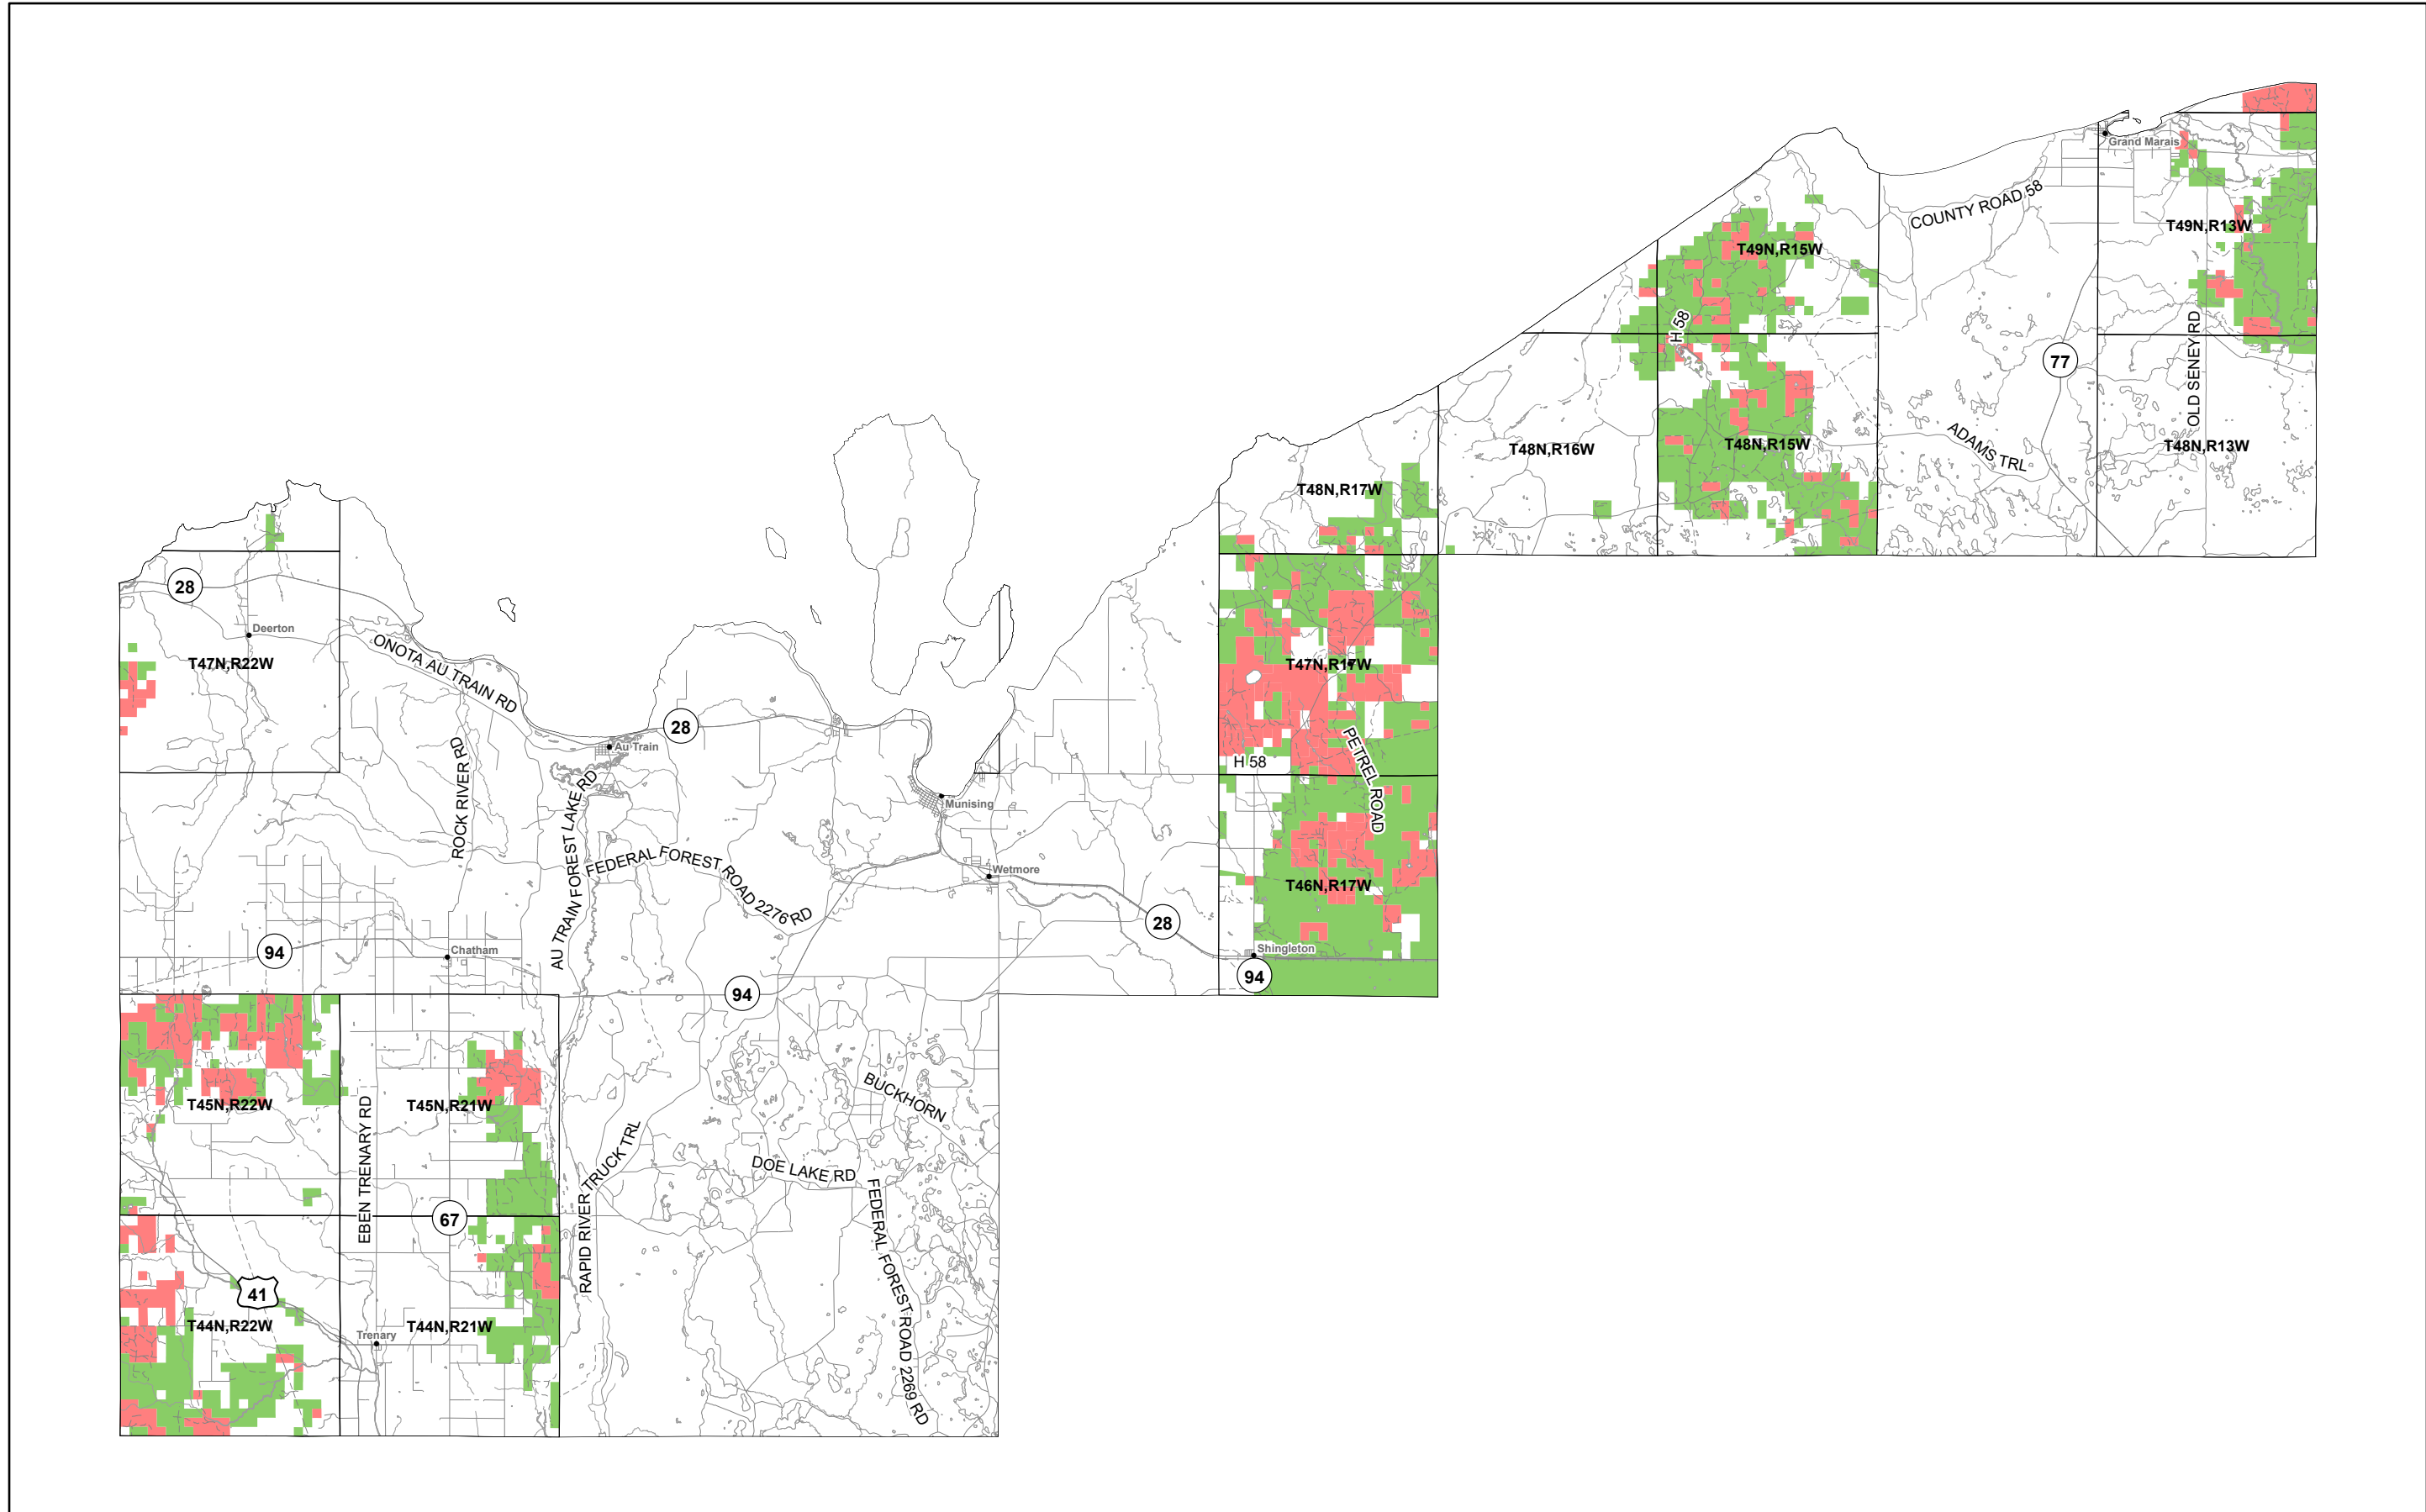 Grand Marais
COUNTY ROAD 58
T49N,R13W
T49N,R15W
H 58
77
OLD SENEY RD
T48N,R16W
T48N,R15W
ADAMS TRL
T48N,R13W
T48N,R17W
28
Deerton
T47N,R22W
ONOTA AU TRAIN RD
T47N,R17W
28
Au Train
ROCK RIVER RD
AU TRAIN FOREST LAKE RD
H 58
PETREL ROAD
Munising
FEDERAL FOREST ROAD 2276 RD
Wetmore
T46N,R17W
28
94
Chatham
Shingleton
94
94
T45N,R22W
T45N,R21W
BUCKHORN
EBEN TRENARY RD
RAPID RIVER TRUCK TRL
DOE LAKE RD
67
FEDERAL FOREST ROAD 2269 RD
41
T44N,R22W
T44N,R21W
Trenary